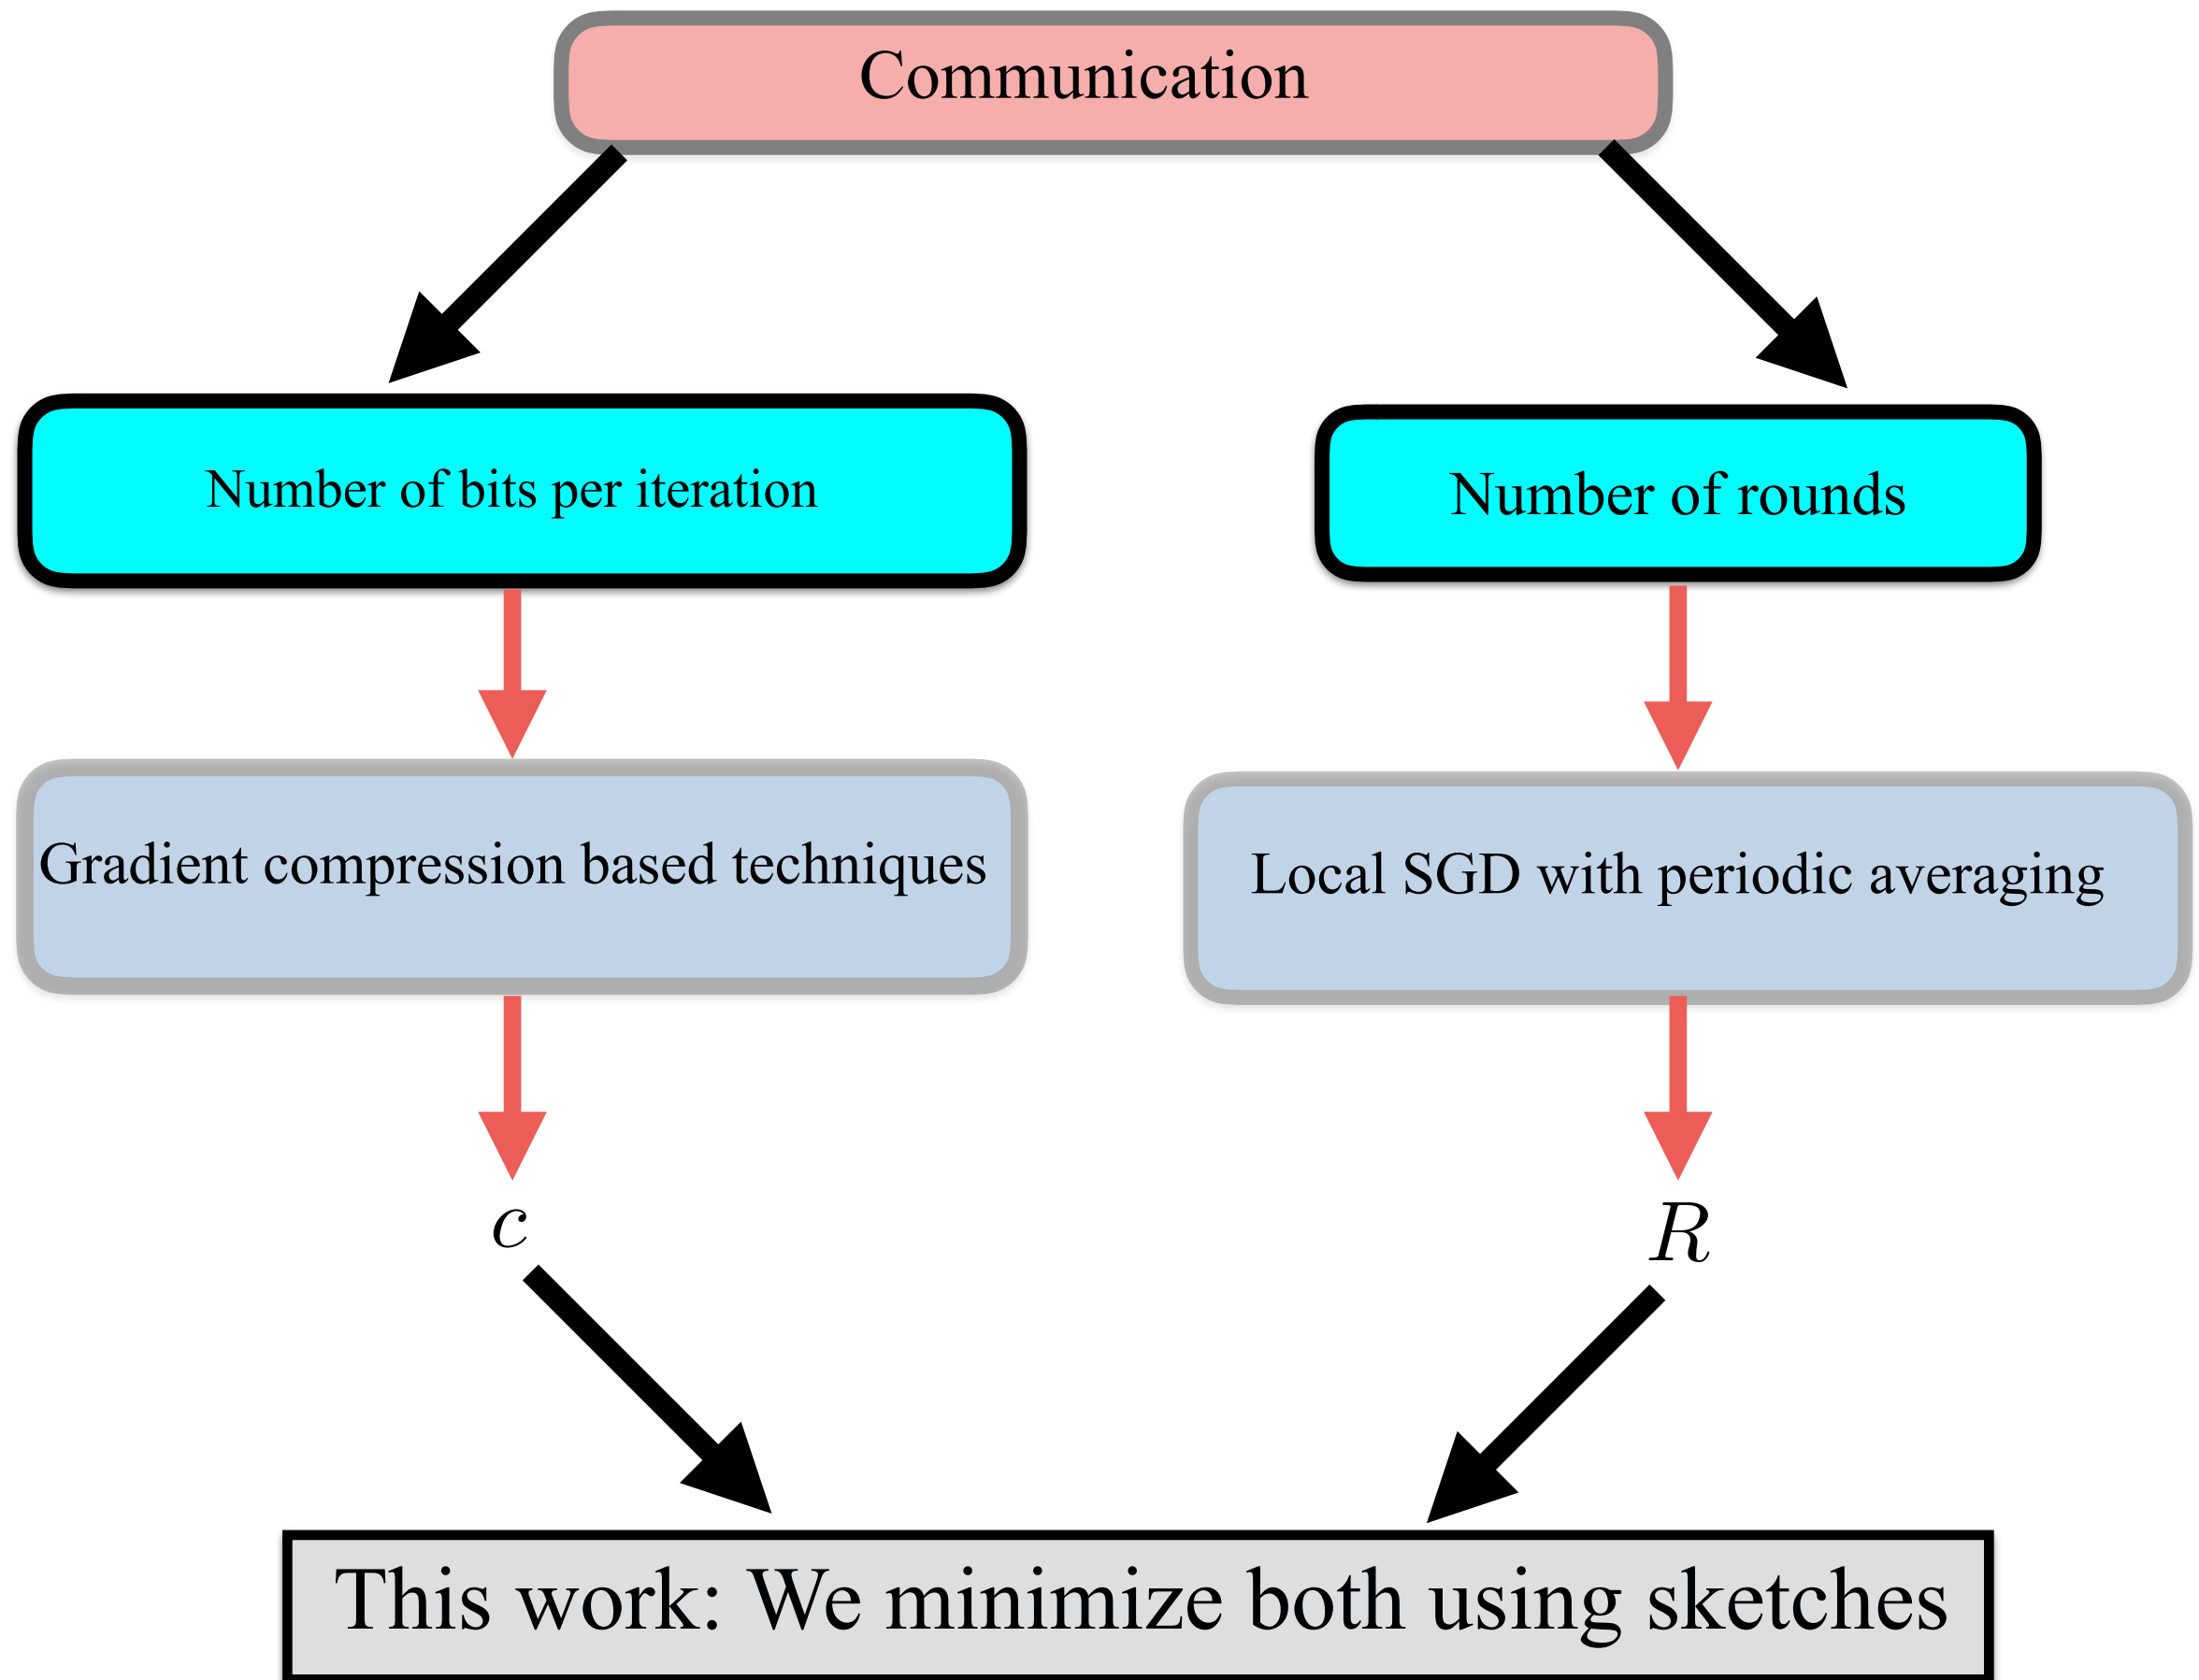 Communication
Number of bits per iteration
Number of rounds
Gradient compression based techniques
Local SGD with periodic averaging
c
R
This work: We minimize both using sketches